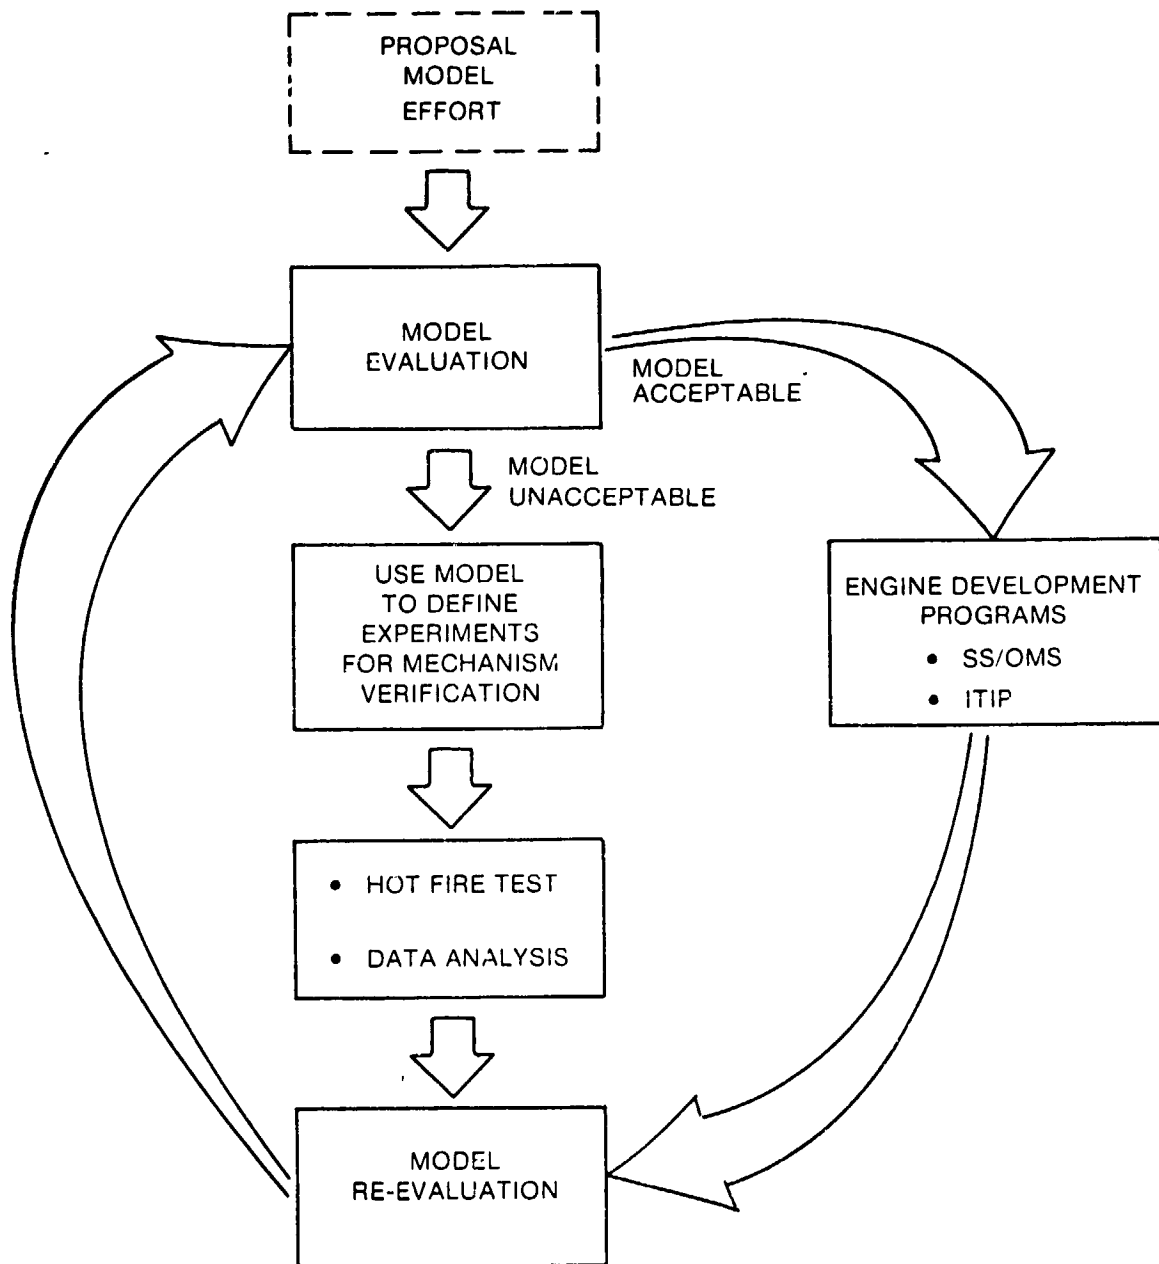 PROPOSAL
MODEL
EFFORT
MODEL
EVALUATION
MODEL
ACCEPTABLE
MODEL
UNACCEPTABLE
USE MODEL
TO DEFINE
EXPERIMENTS
FOR MECHANISM
VERIFICATION
ENGINE DEVELOPMENT
PROGRAMS
• SS/OMS
• ITIP
• HOT FIRE TEST
• DATA ANALYSIS
MODEL
RE-EVALUATION